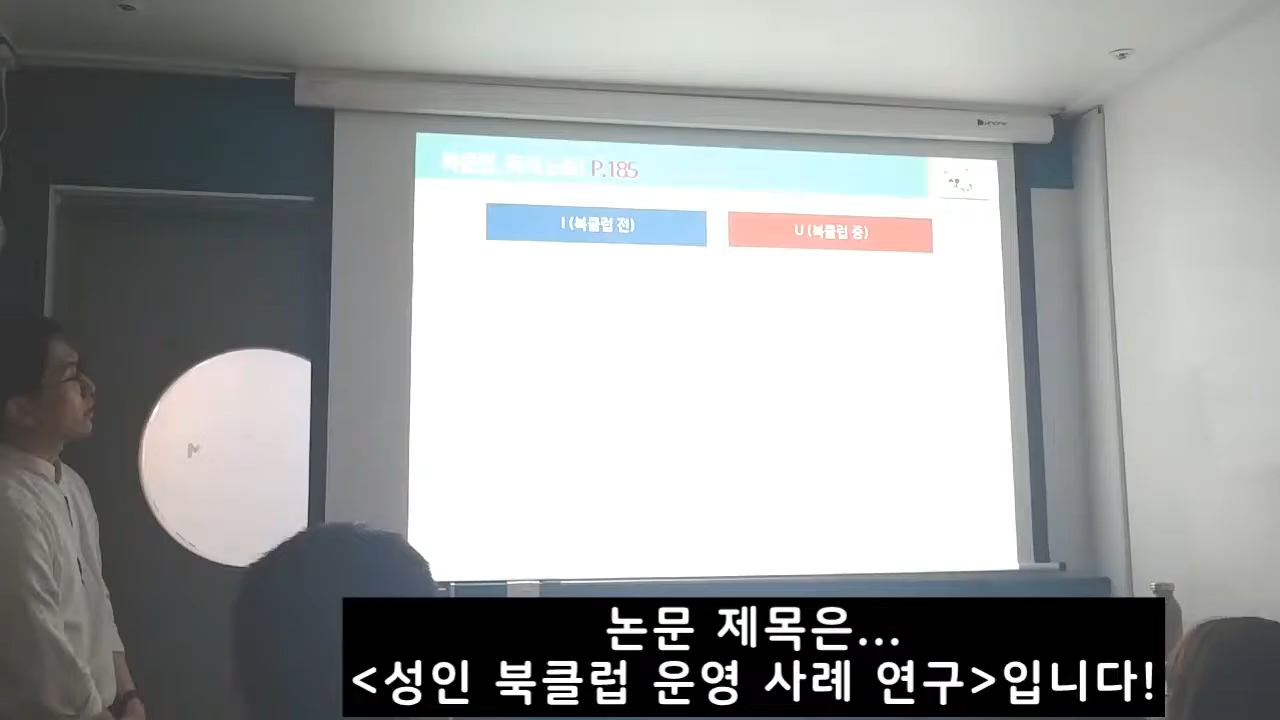 P.185
I (북클럽 전)
U (북클럽 중)
논문 제목은...
<성인 북클럽 운영 사례 연구>입니다!